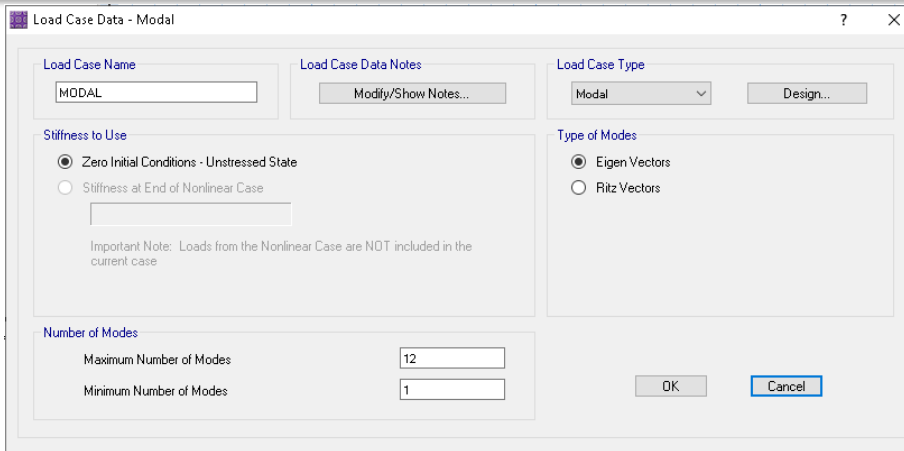 Load Case Data - Modal
?
Load Case Name
MODAL
Load Case Data Notes
Modify/Show Notes...
Load Case Type
Modal
Design...
Stiffness to Use
Zero Initial Conditions - Unstressed State
Stiffness at End of Nonlinear Case
Important Note: Loads from the Nonlinear Case are NOT included in the
current case
Type of Modes
Eigen Vectors
Ritz Vectors
Number of Modes
Maximum Number of Modes
12
Minimum Number of Modes
1
OK
Cancel